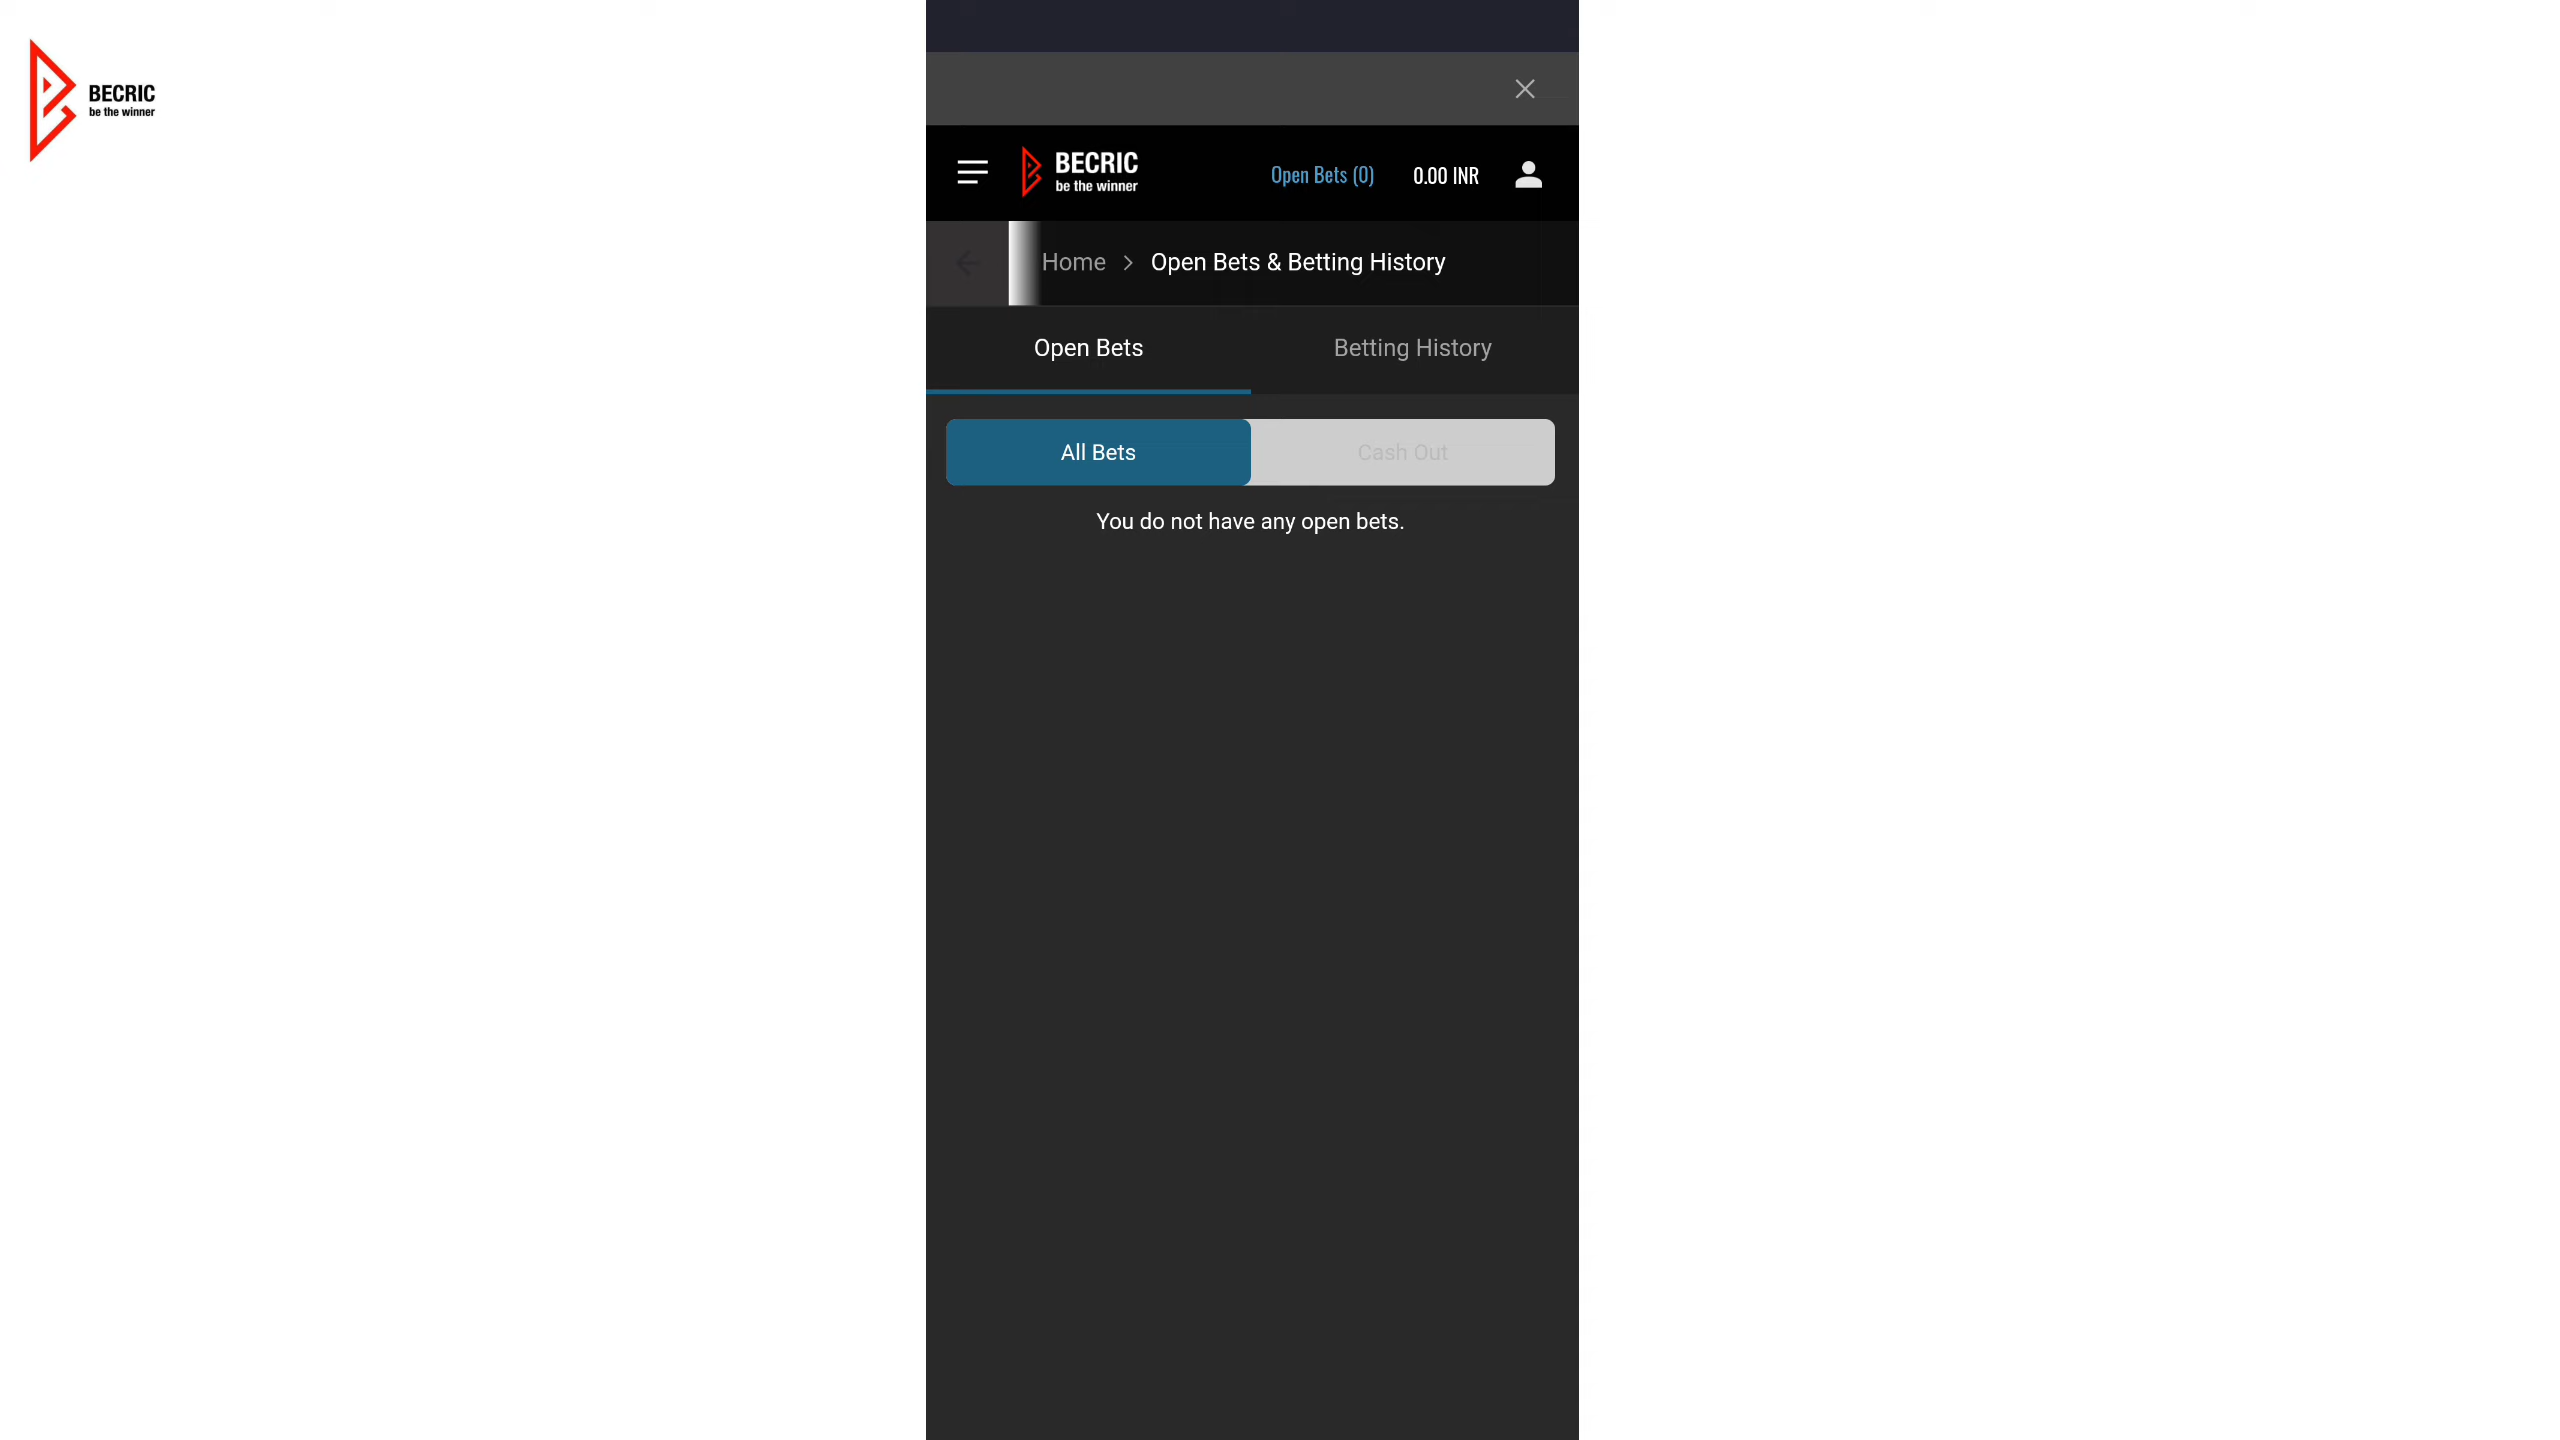 BECRIC
be the winner
BECRIC
be the winner
Open Bets (0)
0.00 INR
Home > Open Bets & Betting History
Open Bets
Betting History
All Bets
Cash Out
You do not have any open bets.